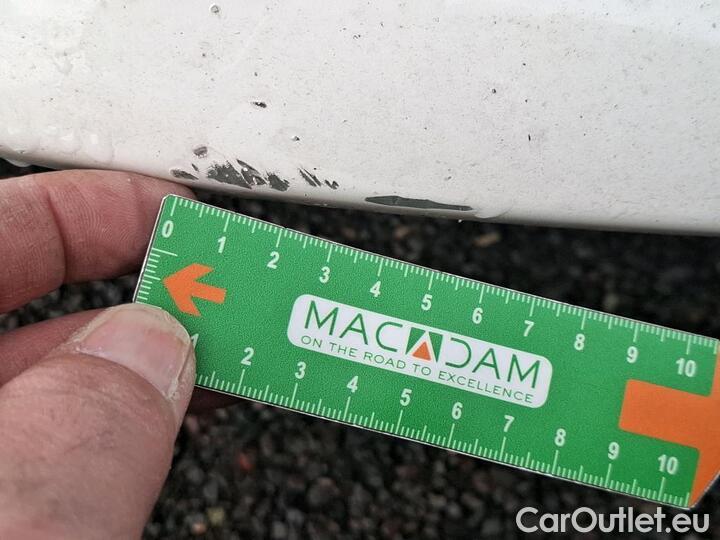 0 1 2 3 4 5 6 7 8 9 10
MACADAM
ON THE ROAD TO EXCELLENCE
1 2 3 4 5 6 7 8 9 10
CarOutlet.eu